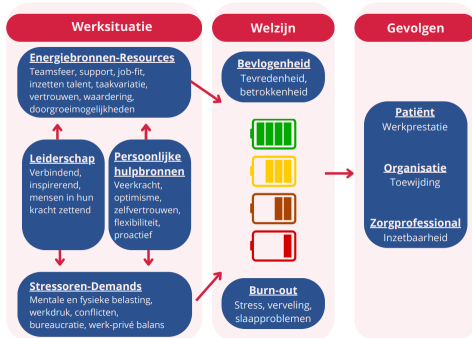 Werksituatie
Energiebronnen-Resources
Teamsfeer, support, job-fit,
inzetten talent, taakvariatie,
vertrouwen, waardering,
doorgroeimogelijkheden
Leiderschap
Verbindend,
inspirerend,
mensen in hun
kracht zettend
Persoonlijke
hulpbronnen
Veerkracht,
optimisme,
zelfvertrouwen,
flexibiliteit,
proactief
Stressoren-Demands
Mentale en fysieke belasting,
werkdruk, conflicten,
bureaucratie, werk-privé balans
Welzijn
Bevlogenheid
Tevredenheid,
betrokkenheid
Burn-out
Stress, verveling,
slaapproblemen
Gevolgen
Patiënt
Werkprestatie
Organisatie
Toewijding
Zorgprofessional
Inzetbaarheid